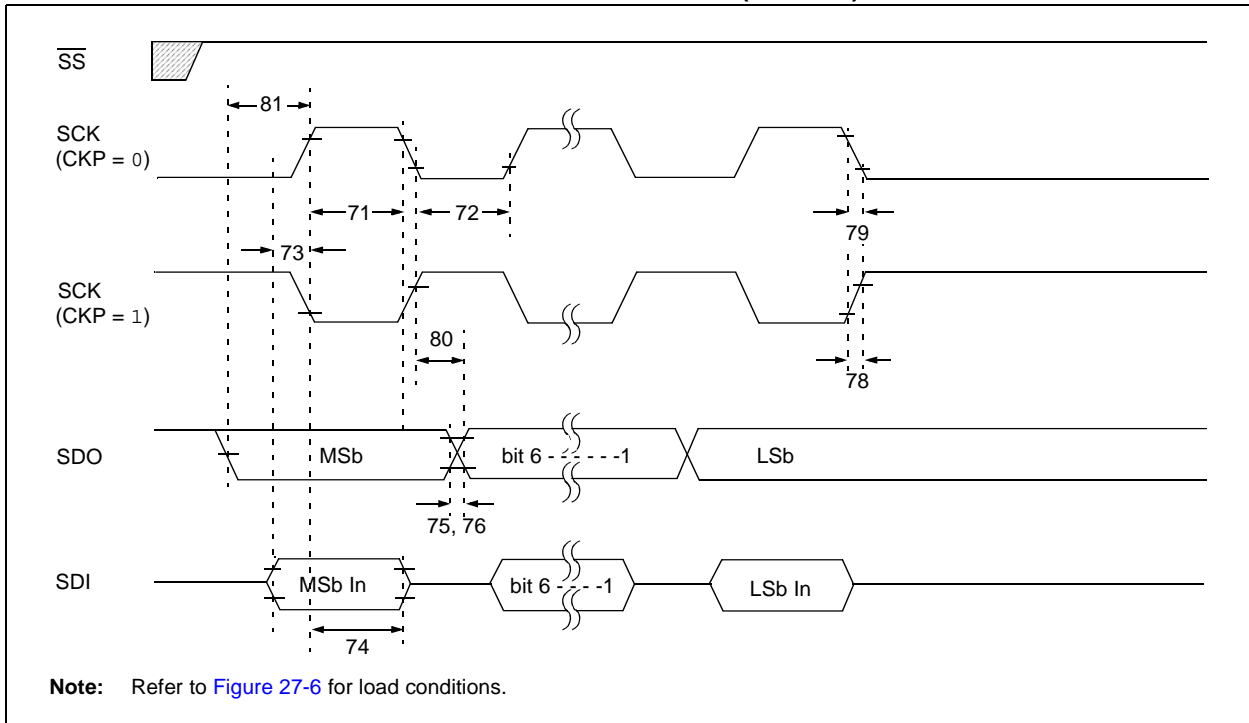 SS
81
SCK
(CKP = 0)
71
72
79
73
SCK
(CKP = 1)
80
78
SDO
MSb
bit 6 - - - - - - -1
LSb
75, 76
SDI
MSb In
bit 6 - - - - -1
LSb In
74
Note: Refer to Figure 27-6 for load conditions.